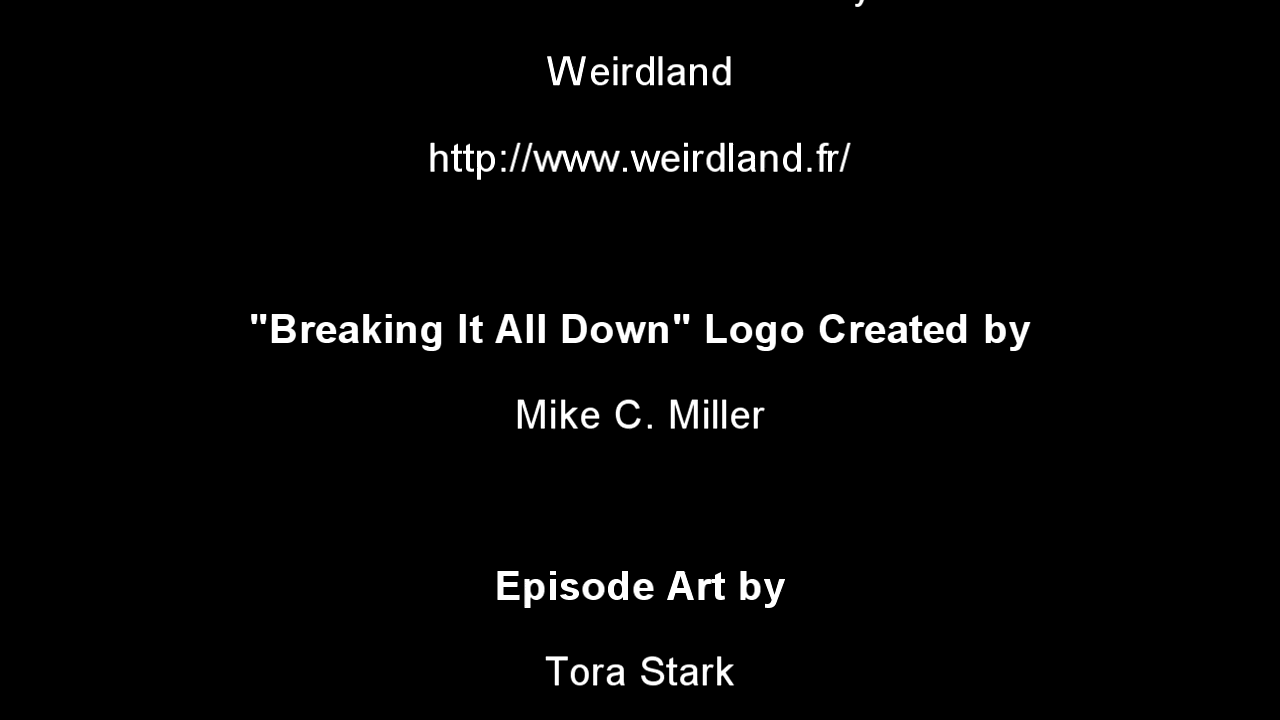 Weirdland
http://www.weirdland.fr/
"Breaking It All Down" Logo Created by
Mike C. Miller
Episode Art by
Tora Stark